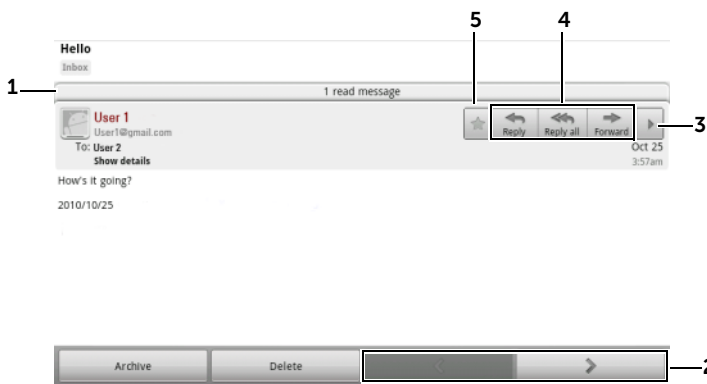 5 4
Hello
Inbox
1
1 read message
User 1
User1@gmail.com
Reply Reply all Forward
3
To: User 2
Oct 25
Show details
3:57am
How's it going?
2010/10/25
Archive Delete
2